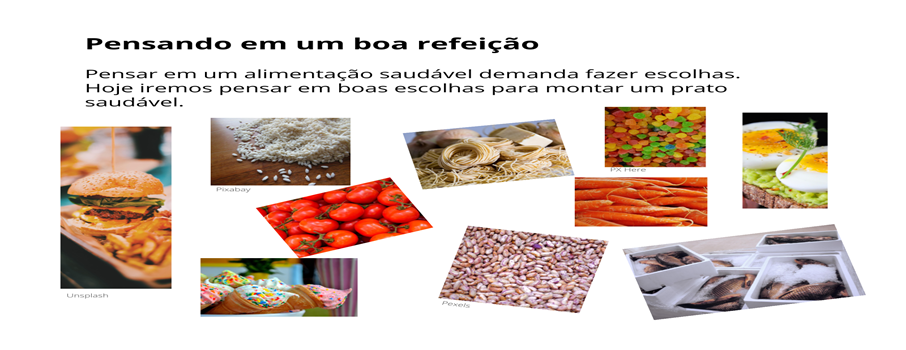 Pensando em um boa refeição
Pensar em um alimentação saudável demanda fazer escolhas.
Hoje iremos pensar em boas escolhas para montar um prato
saudável.
PX Here
Pixabay
Unsplash
Pexels